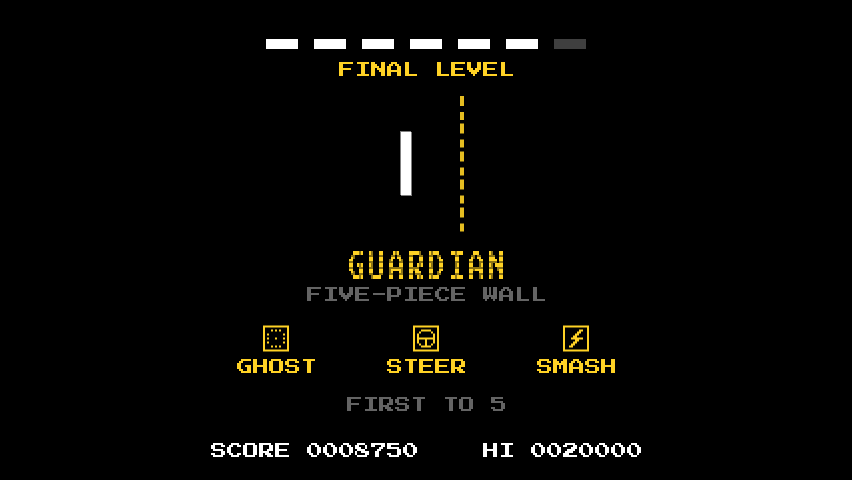 FINAL LEVEL
GUARDIAN
FIVE-PIECE WALL
GHOST STEER SMASH
FIRST TO 5
SCORE 0008750 HI 0020000